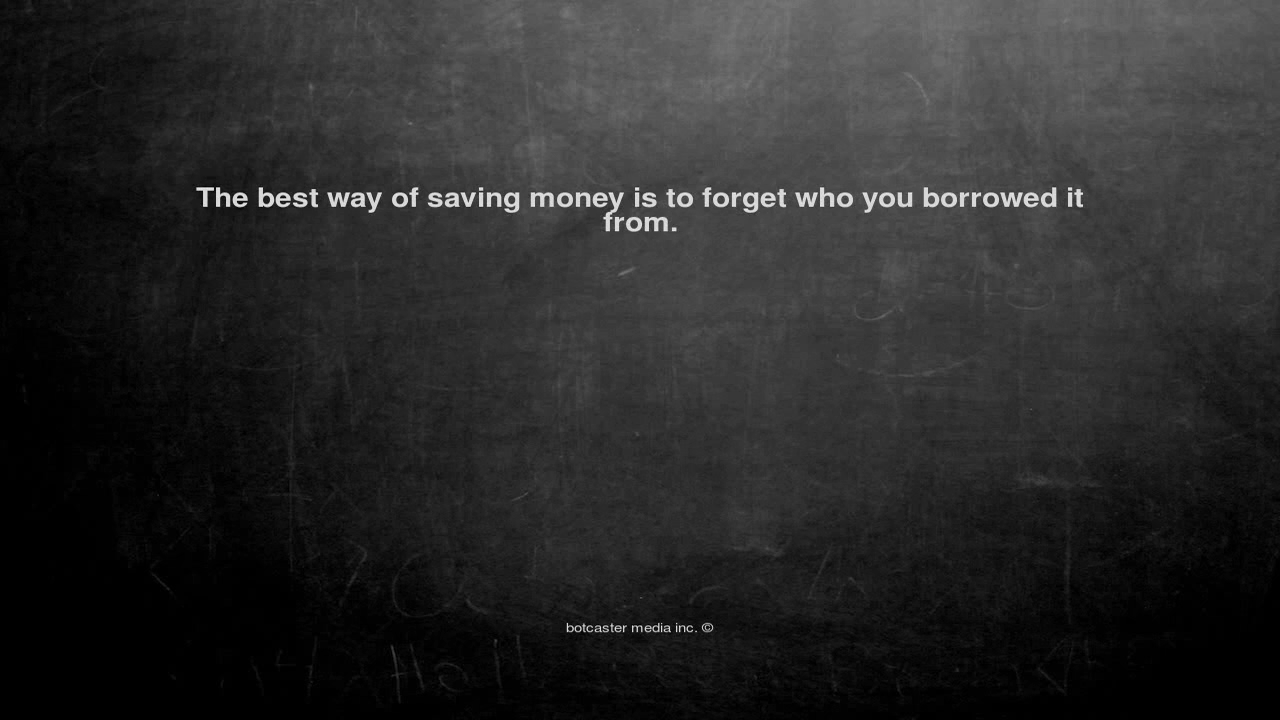 The best way of saving money is to forget who you borrowed it
from.
botcaster media inc. ©